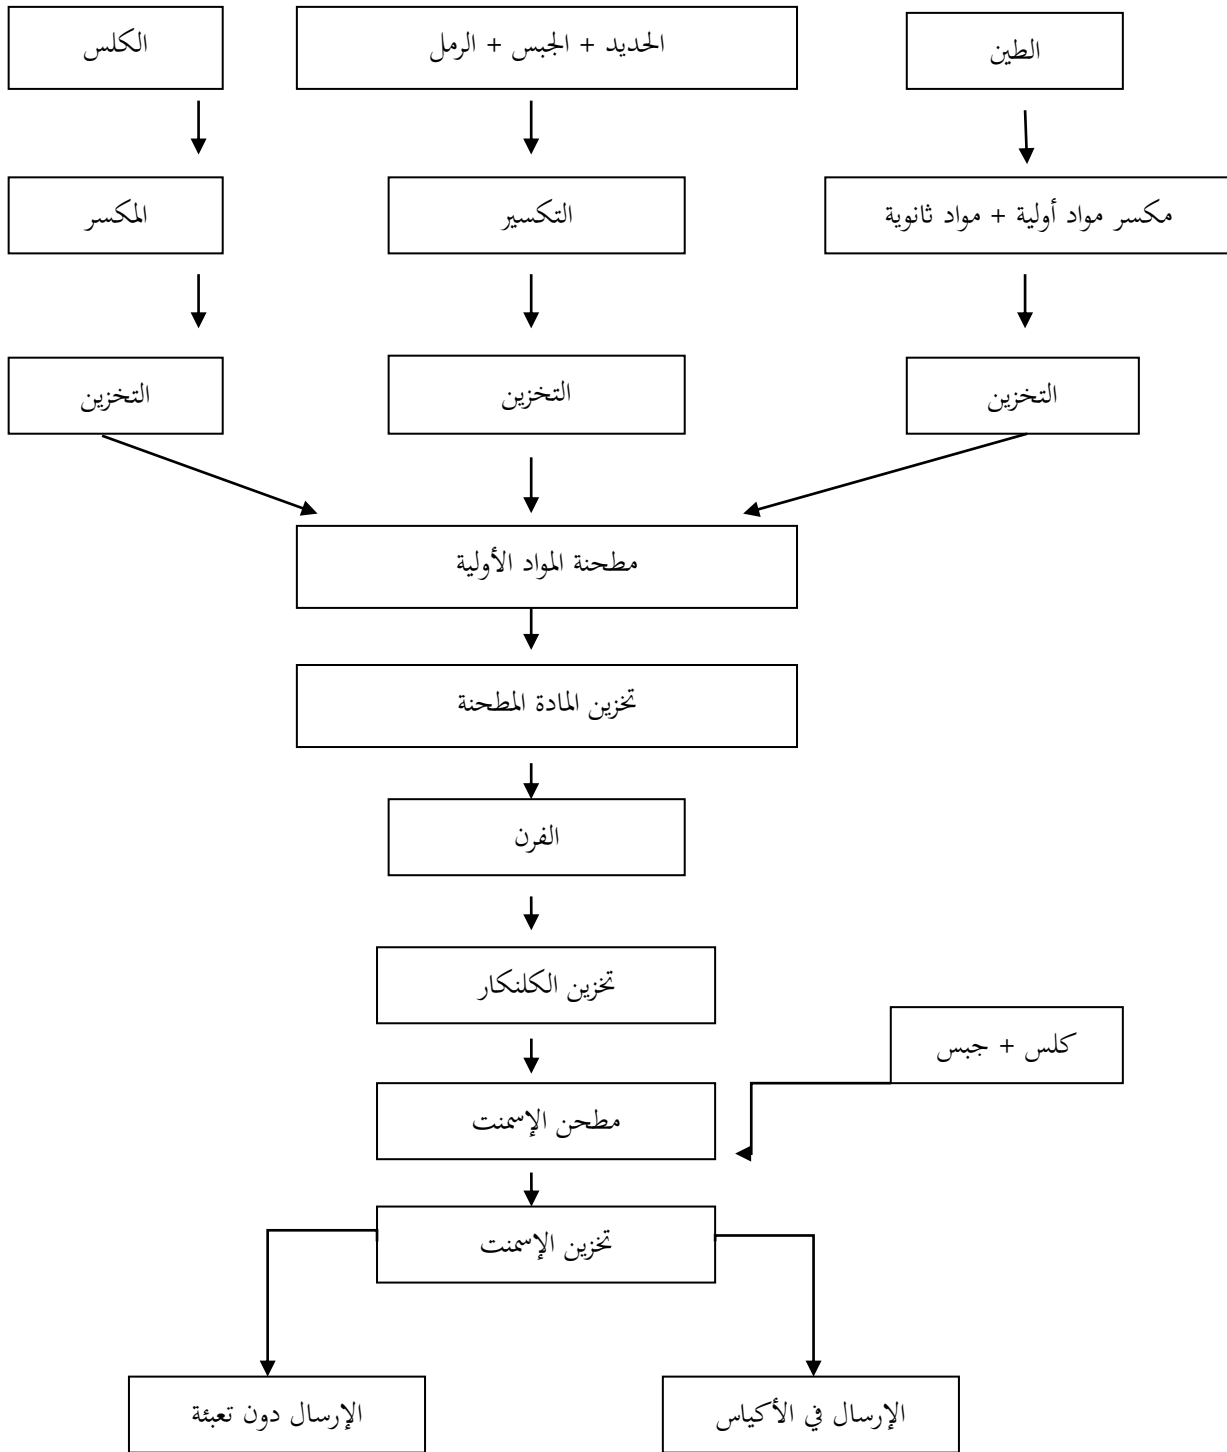 الطين
الحديد + الجبس + الرمل
الكلس
مكسر مواد أولية + مواد ثانوية
التكسير
المكسر
التخزين
التخزين
التخزين
مطحنة المواد الأولية
تخزين المادة المطحنة
الفرن
تخزين الكلنكار
كلس + جبس
مطحن الإسمنت
تخزين الإسمنت
الإرسال في الأكياس
الإرسال دون تعبئة